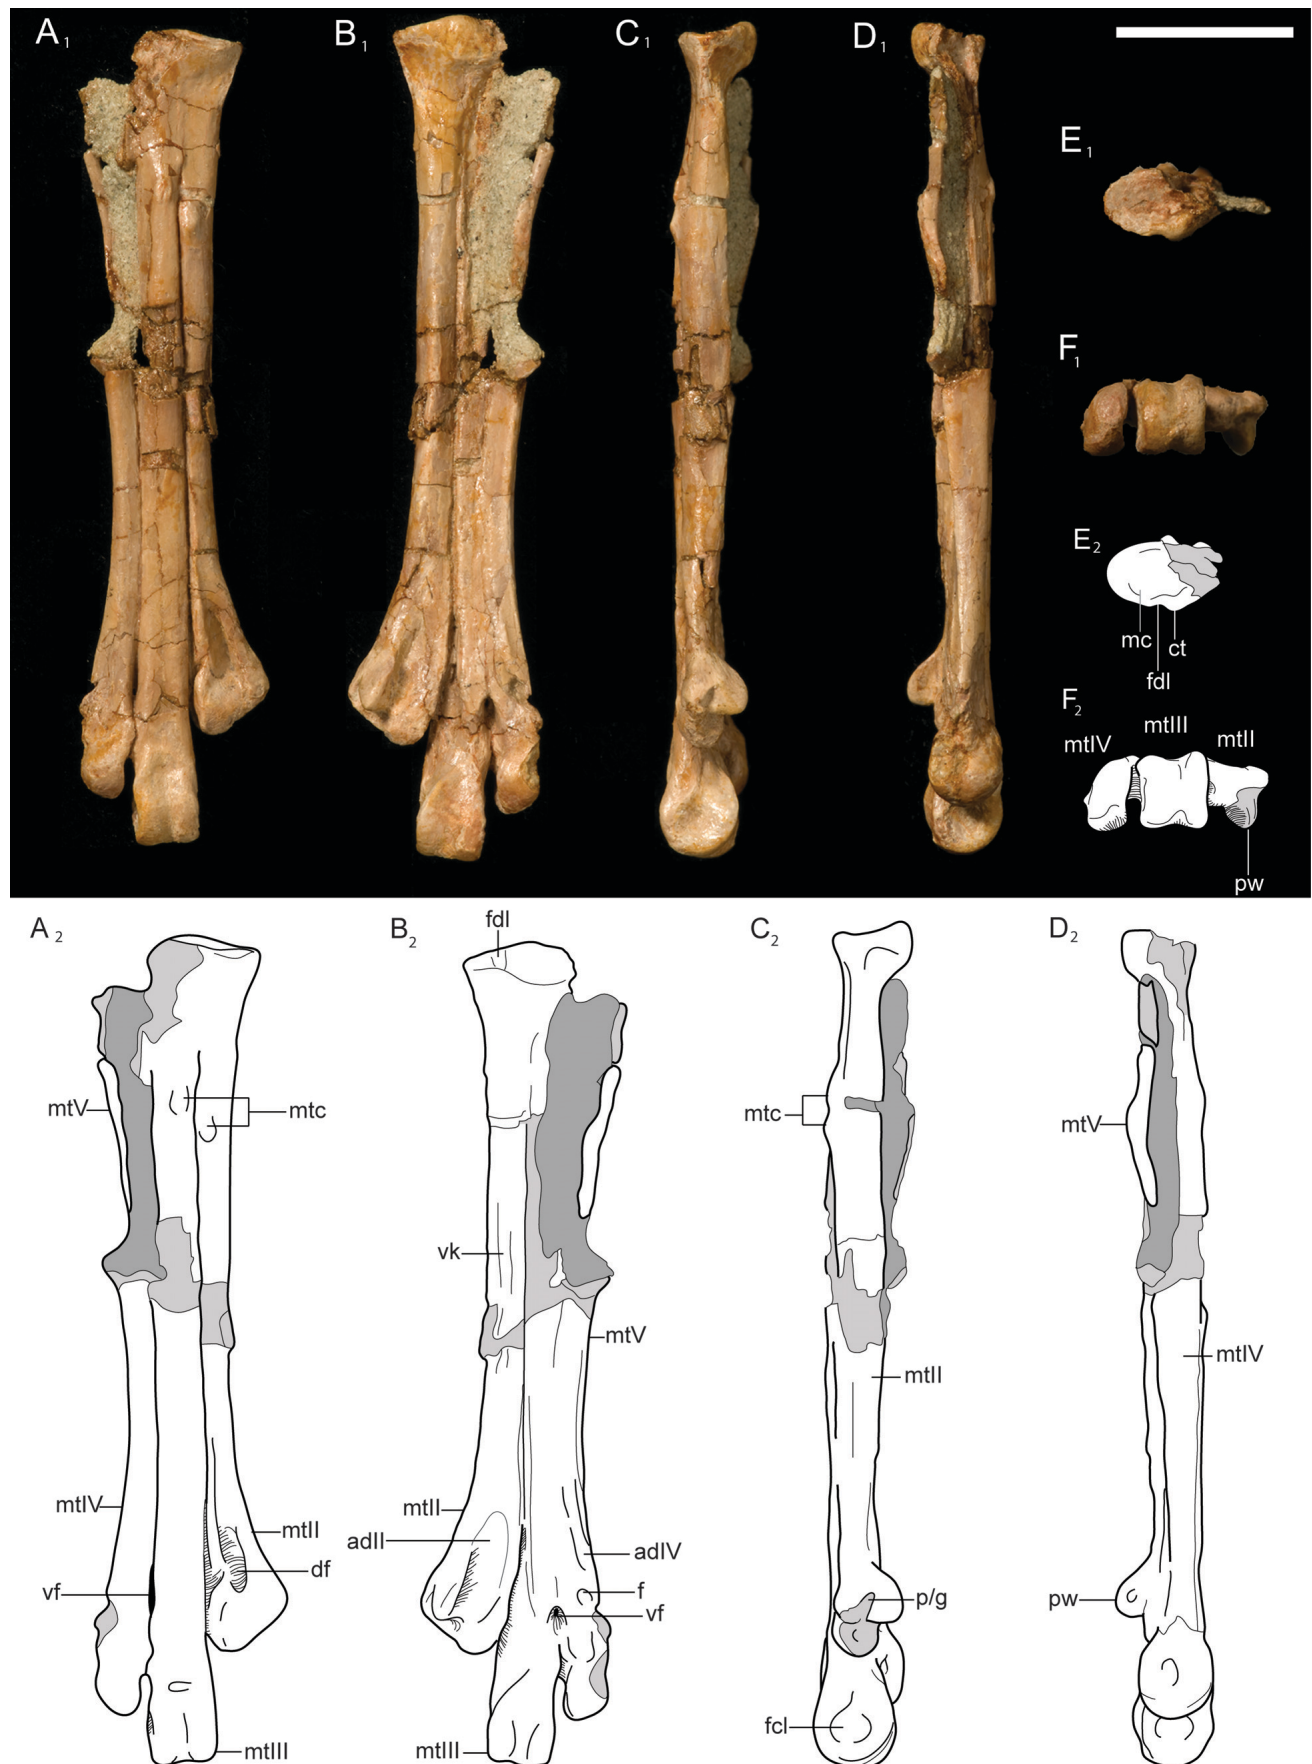 A1 B1 C1 D1
E1
F1
E2
mc ct
fdl
F2
mtIV mtIII mtII
pw
A2 B2 C2 D2
fdl
mtV mtc mtc mtV
vk
mtV mtII mtIV
mtIV mtII mtII
adII adIV
df
vf f p/g pw
vf
fcl
mtIII mtIII